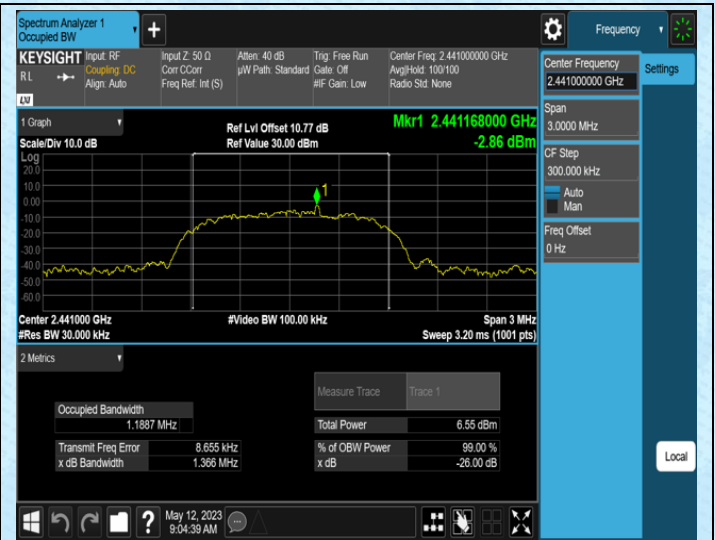 Spectrum Analyzer 1
Occupied BW
+
Frequency
KEYSIGHT
RL
LXI
Input: RF
Coupling: DC
Align: Auto
Input Z: 50 Ω
Corr CCorr
Freq Ref: Int (S)
Atten: 40 dB
µW Path: Standard
Trig: Free Run
Gate: Off
#IF Gain: Low
Center Freq: 2.441000000 GHz
Avg|Hold: 100/100
Radio Std: None
Center Frequency
2.441000000 GHz
Settings
Span
3.0000 MHz
CF Step
300.000 kHz
Auto
Man
Freq Offset
0 Hz
1 Graph
Scale/Div 10.0 dB
Ref Lvl Offset 10.77 dB
Ref Value 30.00 dBm
Mkr1 2.441168000 GHz
-2.86 dBm
Log
20.0
10.0
0.00
-10.0
-20.0
-30.0
-40.0
-50.0
-60.0
1
Center 2.441000 GHz
#Res BW 30.000 kHz
#Video BW 100.00 kHz
Span 3 MHz
Sweep 3.20 ms (1001 pts)
2 Metrics
Measure Trace Trace 1
Occupied Bandwidth
1.1887 MHz
Total Power 6.55 dBm
Transmit Freq Error 8.655 kHz
% of OBW Power 99.00 %
x dB Bandwidth 1.366 MHz
x dB -26.00 dB
Local
?
May 12, 2023
9:04:39 AM